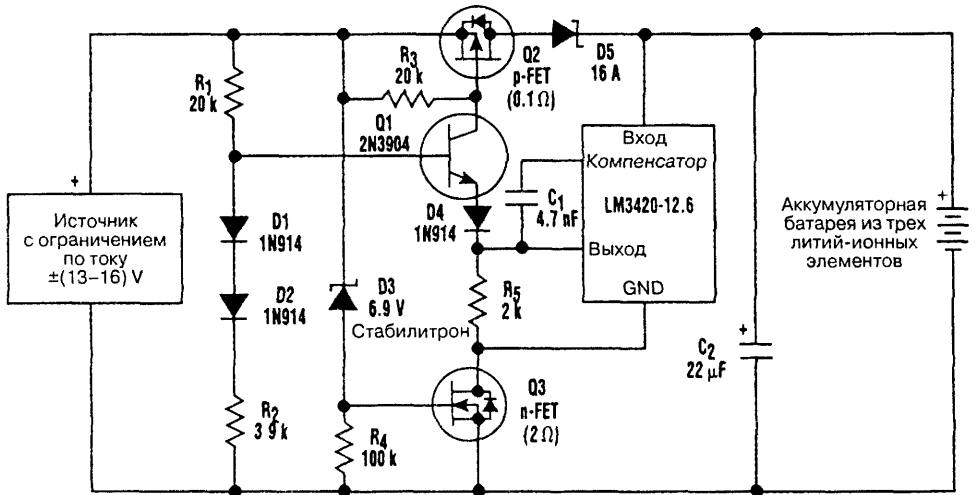 R1
20 k
R3
20 k
Q2
p-FET
(0.1 Ω)
D5
16 A
Q1
2N3904
Вход
Компенсатор
LM3420-12.6
Выход
GND
C1
4.7 nF
D4
1N914
+
Источник
с ограничением
по току
±(13–16) V
D1
1N914
D2
1N914
D3
6.9 V
Стабилитрон
R5
2 k
+
Аккумуляторная
батарея из трех
литий-ионных
элементов
+
C2
22 μF
R2
3 9 k
R4
100 k
Q3
n-FET
(2 Ω)